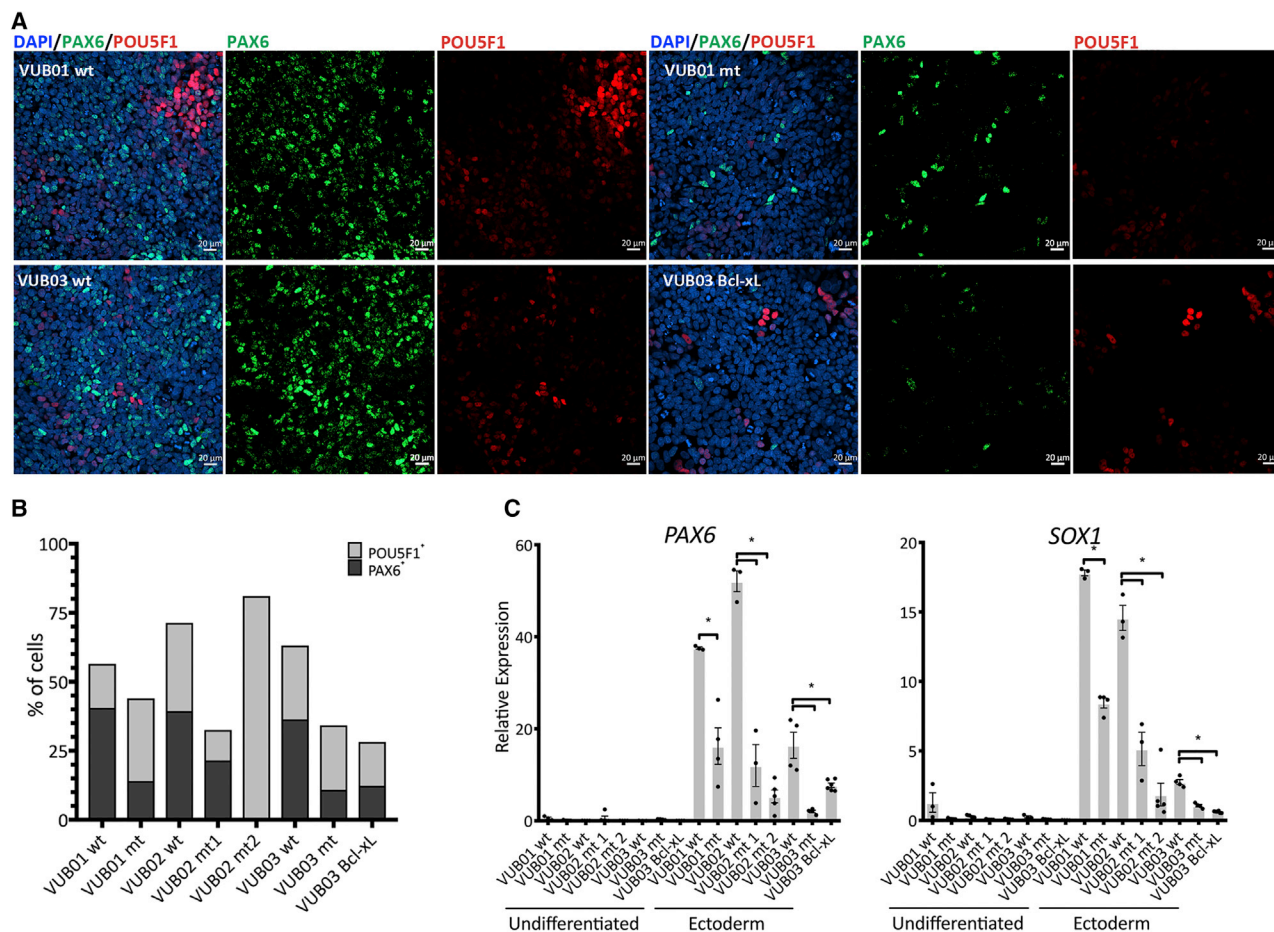 A
DAPI/PAX6/POU5F1
PAX6
POU5F1
DAPI/PAX6/POU5F1
PAX6
POU5F1
VUB01 wt
20 µm
20 µm
20 µm
VUB01 mt
20 µm
20 µm
20 µm
VUB03 wt
20 µm
20 µm
20 µm
VUB03 Bcl-xL
20 µm
20 µm
20 µm
B
% of cells
100
75
50
25
0
POU5F1+
PAX6+
VUB01 wt
VUB01 mt
VUB02 wt
VUB02 mt1
VUB02 mt2
VUB03 wt
VUB03 mt
VUB03 Bcl-xL
C
PAX6
Relative Expression
60
40
20
0
*
*
*
VUB01 wt
VUB01 mt
VUB02 wt
VUB02 mt 1
VUB02 mt 2
VUB03 wt
VUB03 mt
VUB03 Bcl-xL
VUB01 wt
VUB01 mt
VUB02 wt
VUB02 mt 1
VUB02 mt 2
VUB03 wt
VUB03 mt
VUB03 Bcl-xL
Undifferentiated
Ectoderm
SOX1
20
15
10
5
0
*
*
*
VUB01 wt
VUB01 mt
VUB02 wt
VUB02 mt 1
VUB02 mt 2
VUB03 wt
VUB03 mt
VUB03 Bcl-xL
VUB01 wt
VUB01 mt
VUB02 wt
VUB02 mt 1
VUB02 mt 2
VUB03 wt
VUB03 mt
VUB03 Bcl-xL
Undifferentiated
Ectoderm